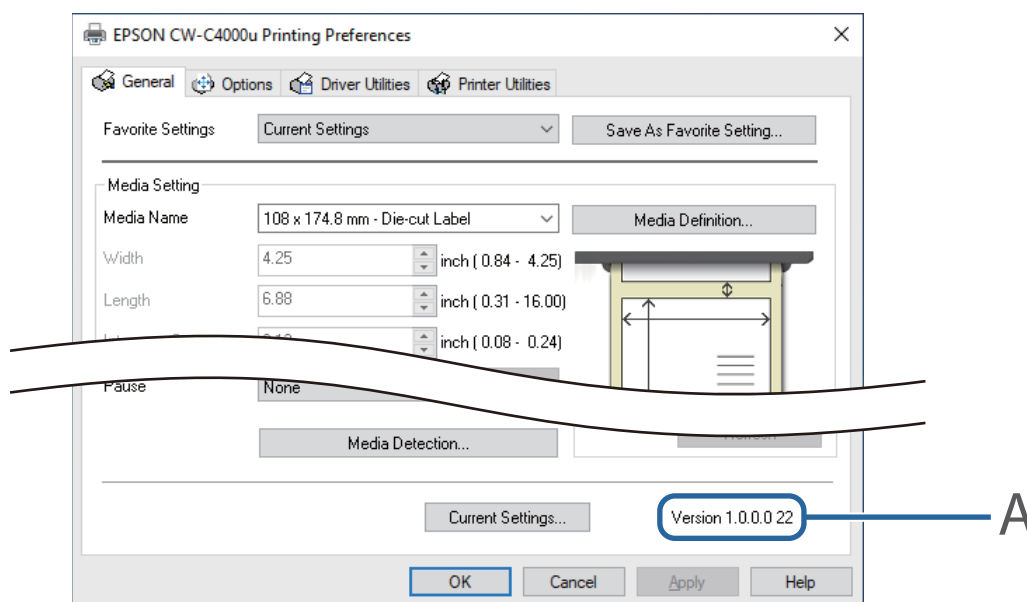 EPSON CW-C4000u Printing Preferences
General Options Driver Utilities Printer Utilities
Favorite Settings Current Settings Save As Favorite Setting...
Media Setting
Media Name 108 x 174.8 mm - Die-cut Label Media Definition...
Width 4.25 inch ( 0.84 - 4.25)
Length 6.88 inch ( 0.31 - 16.00)
inch ( 0.08 - 0.24)
Pause None
Media Detection...
Current Settings... Version 1.0.0.0 22 A
OK Cancel Apply Help